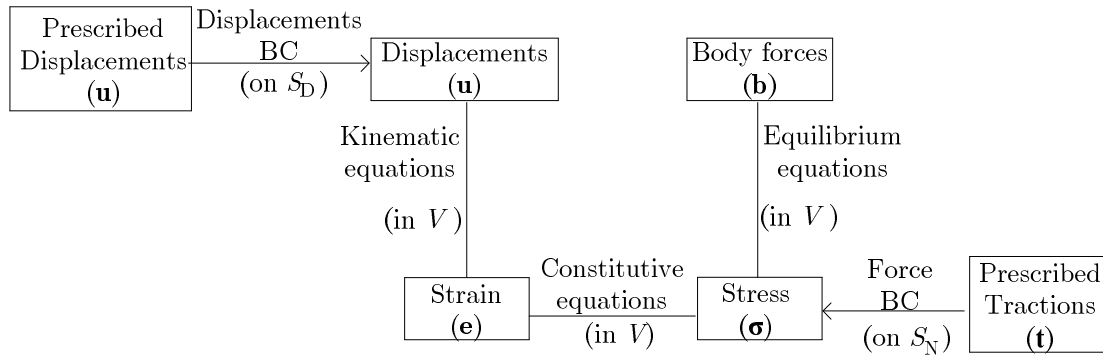 Prescribed
Displacements
(u)
Displacements
BC
(on S_D)
Displacements
(u)
Body forces
(b)
Kinematic
equations
(in V)
Equilibrium
equations
(in V)
Strain
(e)
Constitutive
equations
(in V)
Stress
(σ)
Force
BC
(on S_N)
Prescribed
Tractions
(t)